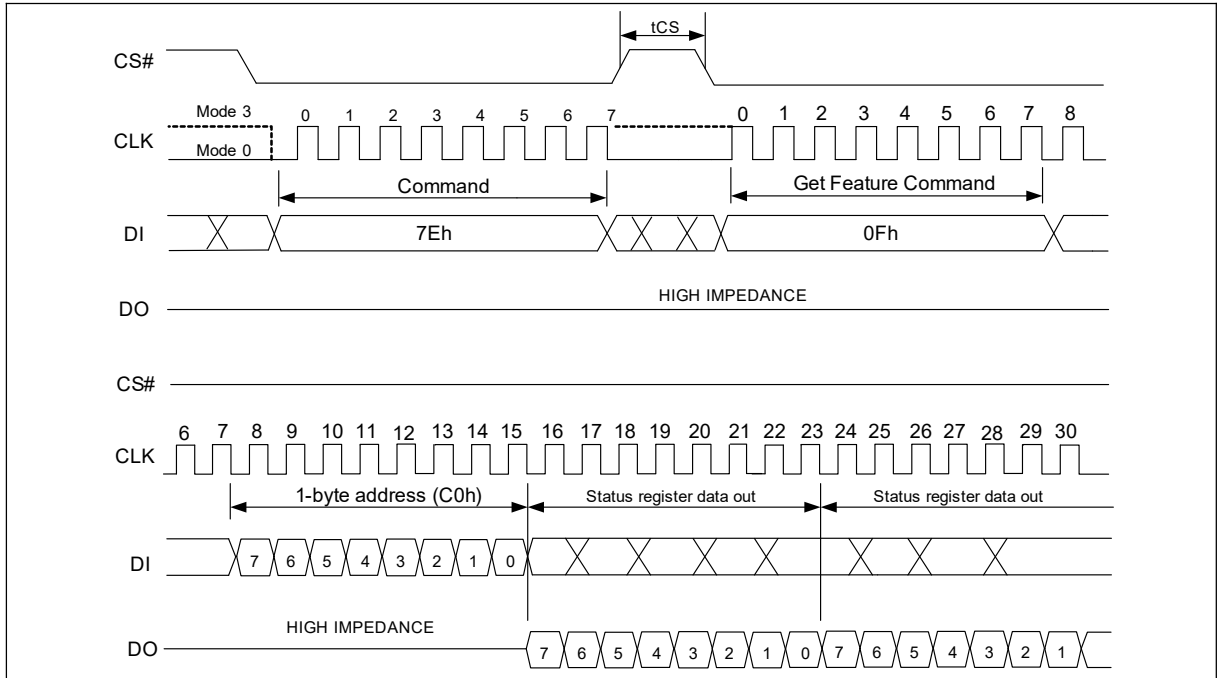 tCS
CS#
Mode 3
0 1 2 3 4 5 6 7 0 1 2 3 4 5 6 7 8
CLK
Mode 0
Command Get Feature Command
DI 7Eh 0Fh
HIGH IMPEDANCE
DO
CS#
6 7 8 9 10 11 12 13 14 15 16 17 18 19 20 21 22 23 24 25 26 27 28 29 30
CLK
1-byte address (C0h) Status register data out Status register data out
DI 7 6 5 4 3 2 1 0
HIGH IMPEDANCE
DO 7 6 5 4 3 2 1 0 7 6 5 4 3 2 1